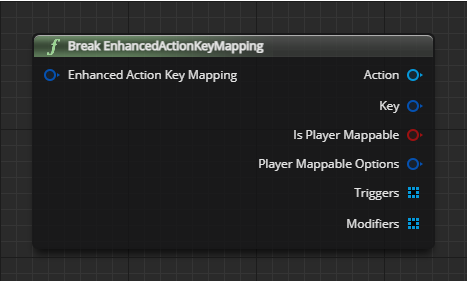 f Break EnhancedActionKeyMapping
Enhanced Action Key Mapping
Action
Key
Is Player Mappable
Player Mappable Options
Triggers
Modifiers